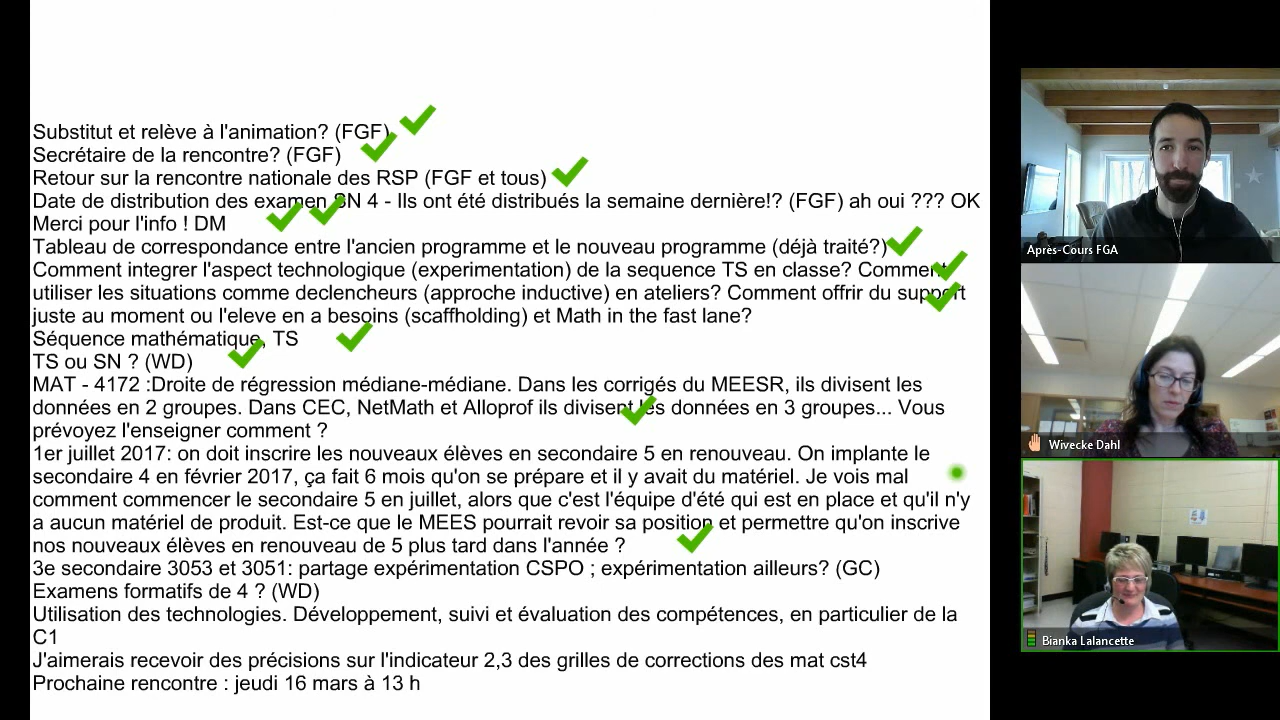 Substitut et relève à l'animation? (FGF)
Secrétaire de la rencontre? (FGF)
Retour sur la rencontre nationale des RSP (FGF et tous)
Date de distribution des examen SN 4 - Ils ont été distribués la semaine dernière!? (FGF) ah oui ??? OK
Merci pour l'info ! DM
Tableau de correspondance entre l'ancien programme et le nouveau programme (déjà traité?)
Comment integrer l'aspect technologique (experimentation) de la sequence TS en classe? Comment
utiliser les situations comme declencheurs (approche inductive) en ateliers? Comment offrir du support
juste au moment ou l'eleve en a besoins (scaffholding) et Math in the fast lane?
Séquence mathématique, TS
TS ou SN ? (WD)
MAT - 4172 :Droite de régression médiane-médiane. Dans les corrigés du MEESR, ils divisent les
données en 2 groupes. Dans CEC, NetMath et Alloprof ils divisent les données en 3 groupes... Vous
prévoyez l'enseigner comment ?
1er juillet 2017: on doit inscrire les nouveaux élèves en secondaire 5 en renouveau. On implante le
secondaire 4 en février 2017, ça fait 6 mois qu'on se prépare et il y avait du matériel. Je vois mal
comment commencer le secondaire 5 en juillet, alors que c'est l'équipe d'été qui est en place et qu'il n'y
a aucun matériel de produit. Est-ce que le MEES pourrait revoir sa position et permettre qu'on inscrive
nos nouveaux élèves en renouveau de 5 plus tard dans l'année ?
3e secondaire 3053 et 3051: partage expérimentation CSPO ; expérimentation ailleurs? (GC)
Examens formatifs de 4 ? (WD)
Utilisation des technologies. Développement, suivi et évaluation des compétences, en particulier de la
C1
J'aimerais recevoir des précisions sur l'indicateur 2,3 des grilles de corrections des mat cst4
Prochaine rencontre : jeudi 16 mars à 13 h
Après-Cours FGA
Wivecke Dahl
Bianka Lalancette